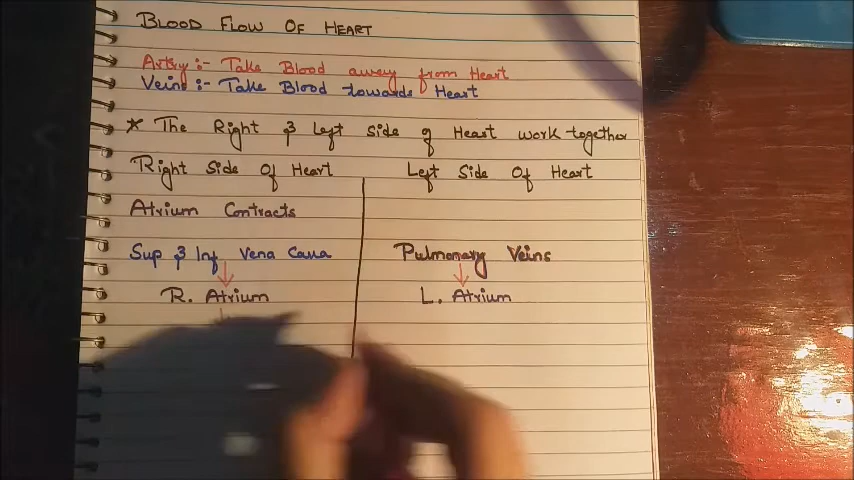 BLOOD FLOW OF HEART
Artry :- Take Blood away from Heart
Veins :- Take Blood towards Heart
* The Right & Left Side of Heart work together
Right Side Of Heart
Left Side Of Heart
Atrium Contracts
Sup & Inf Vena Cava
Pulmonary Veins
R. Atrium
L. Atrium